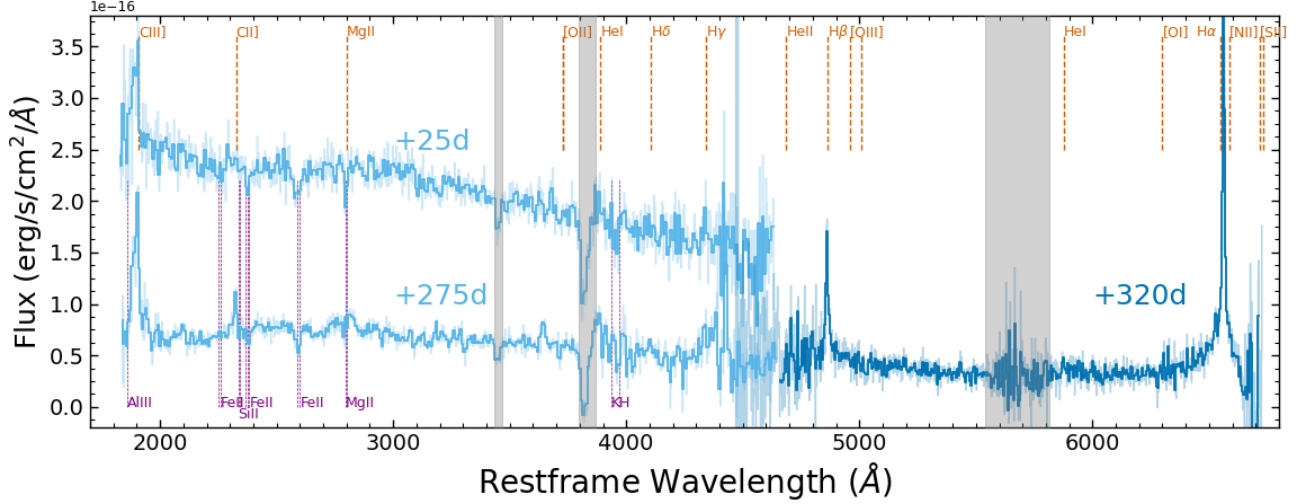 1e−16
CIII] CII] MgII [OII] HeI Hδ Hγ HeII Hβ [OIII] HeI [OI] Hα [NII] [SII]
3.5
3.0
2.5
2.0
1.5
1.0
0.5
0.0
Flux (erg/s/cm²/Å)
+25d
+275d
+320d
AlIII FeII FeII FeII MgII KH
SiII
2000 3000 4000 5000 6000
Restframe Wavelength (Å)